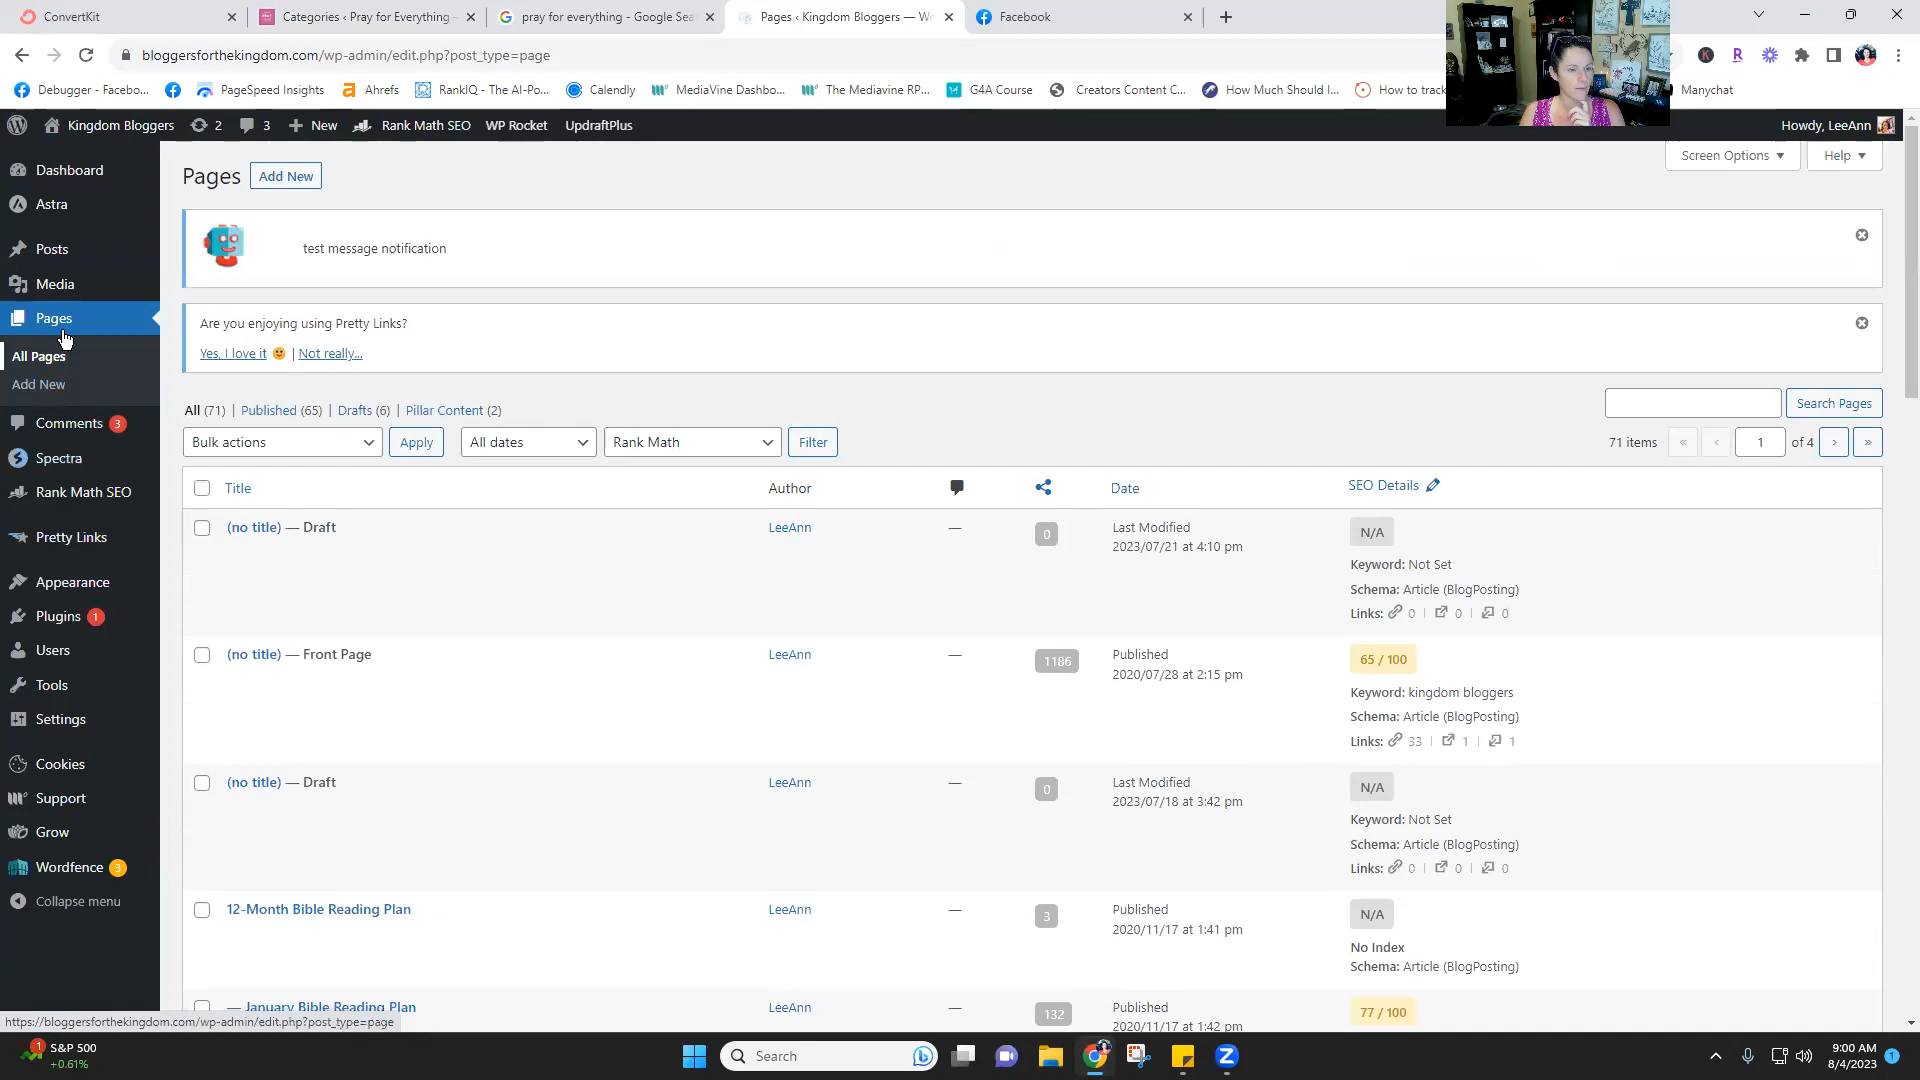 ConvertKit
Categories ‹ Pray for Everything
pray for everything - Google Sea
Pages ‹ Kingdom Bloggers — W
Facebook
bloggersforthekingdom.com/wp-admin/edit.php?post_type=page
Debugger - Facebo...
PageSpeed Insights
Ahrefs
RankIQ - The AI-Po...
Calendly
MediaVine Dashbo...
The Mediavine RP...
G4A Course
Creators Content C...
How Much Should I...
How to track
Manychat
Kingdom Bloggers
2
3
New
Rank Math SEO
WP Rocket
UpdraftPlus
Howdy, LeeAnn
Dashboard
Astra
Posts
Media
Pages
All Pages
Add New
Comments 3
Spectra
Rank Math SEO
Pretty Links
Appearance
Plugins 1
Users
Tools
Settings
Cookies
Support
Grow
Wordfence 3
Collapse menu
Screen Options
Help
Pages Add New
test message notification
Are you enjoying using Pretty Links?
Yes, I love it | Not really...
All (71) | Published (65) | Drafts (6) | Pillar Content (2)
Search Pages
Bulk actions Apply All dates Rank Math Filter
71 items « ‹ 1 of 4 › »
Title Author Date SEO Details
(no title) — Draft LeeAnn — 0
Last Modified
2023/07/21 at 4:10 pm
N/A
Keyword: Not Set
Schema: Article (BlogPosting)
Links: 0 | 0 | 0
(no title) — Front Page LeeAnn — 1186
Published
2020/07/28 at 2:15 pm
65 / 100
Keyword: kingdom bloggers
Schema: Article (BlogPosting)
Links: 33 | 1 | 1
(no title) — Draft LeeAnn — 0
Last Modified
2023/07/18 at 3:42 pm
N/A
Keyword: Not Set
Schema: Article (BlogPosting)
Links: 0 | 0 | 0
12-Month Bible Reading Plan LeeAnn — 3
Published
2020/11/17 at 1:41 pm
N/A
No Index
Schema: Article (BlogPosting)
— January Bible Reading Plan LeeAnn — 132
Published
2020/11/17 at 1:42 pm
77 / 100
https://bloggersforthekingdom.com/wp-admin/edit.php?post_type=page
1
S&P 500
+0.61%
Search
9:00 AM
8/4/2023
1